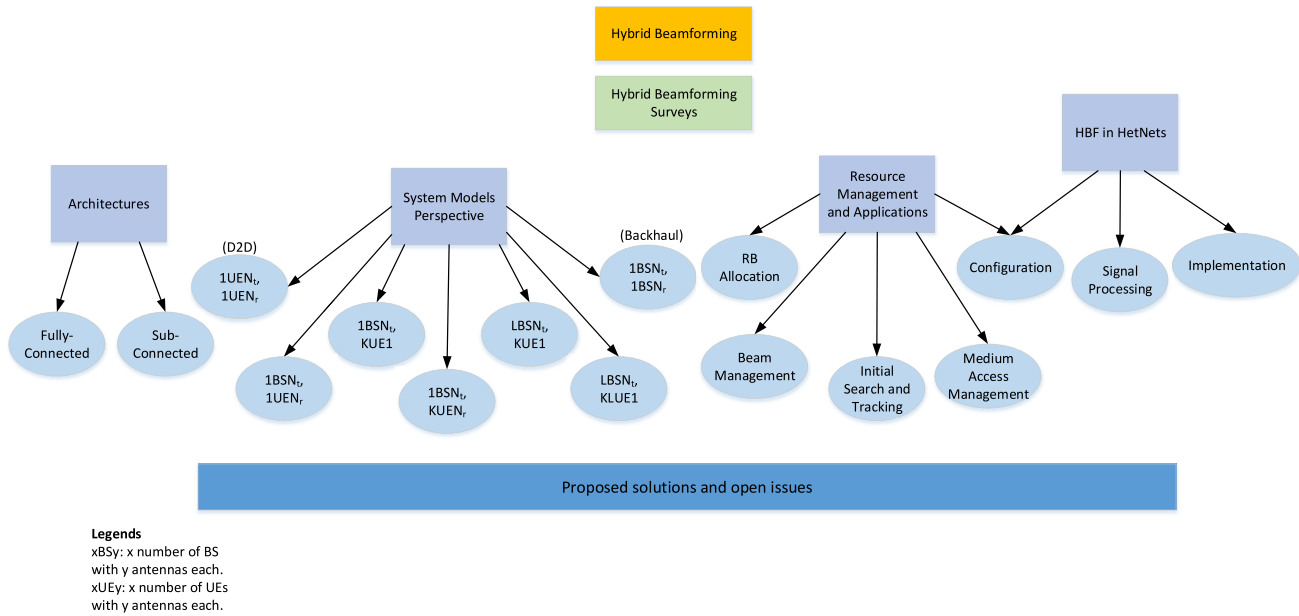 Hybrid Beamforming
Hybrid Beamforming
Surveys
HBF in HetNets
Architectures
System Models
Perspective
Resource
Management
and Applications
(D2D)
1UENt,
1UENr
(Backhaul)
1BSNt,
1BSNr
RB
Allocation
Configuration
Signal
Processing
Implementation
Fully-
Connected
Sub-
Connected
1BSNt,
KUE1
LBSNt,
KUE1
1BSNt,
1UENr
1BSNt,
KUENr
LBSNt,
KLUE1
Beam
Management
Initial
Search and
Tracking
Medium
Access
Management
Proposed solutions and open issues
Legends
xBSy: x number of BS
with y antennas each.
xUEy: x number of UEs
with y antennas each.